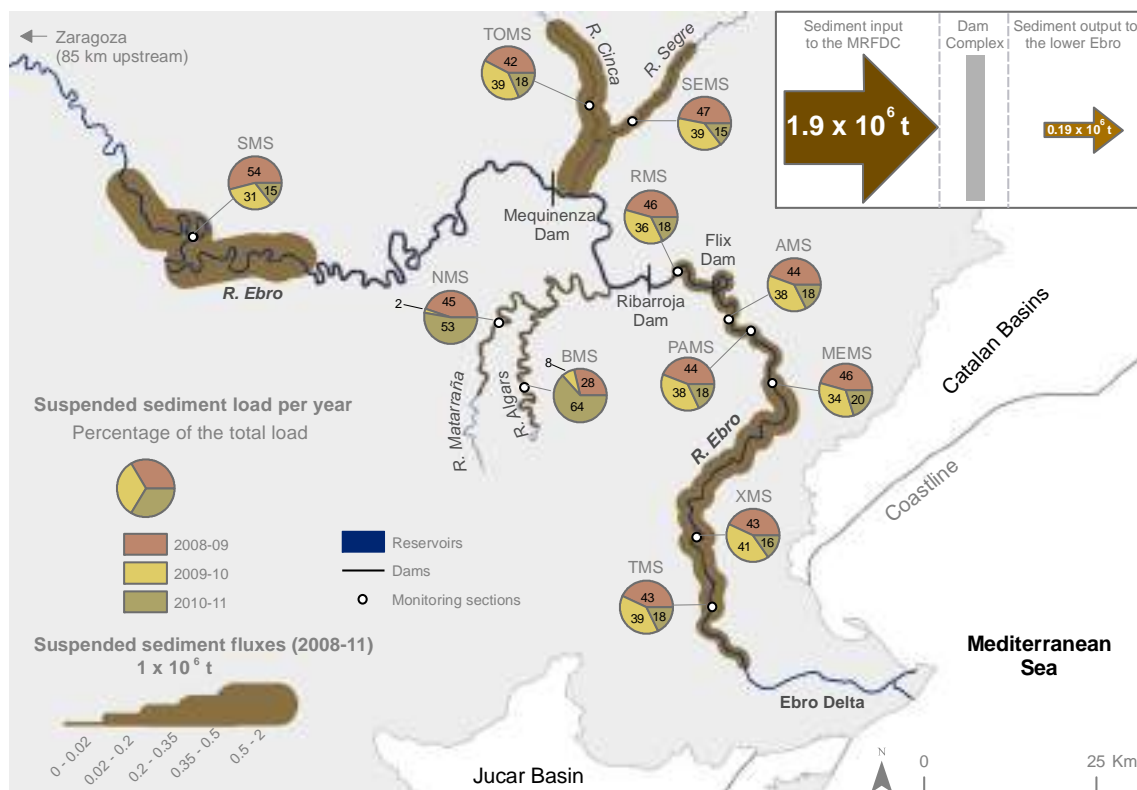 Zaragoza
(85 km upstream)
TOMS
42
39
18
R. Cinca
R. Segre
SEMS
47
39
15
Sediment input
to the MRFDC
Dam
Complex
Sediment output to
the lower Ebro
1.9 x 10⁶ t
0.19 x 10⁶ t
SMS
54
31
15
RMS
46
36
18
Mequinenza
Dam
Flix
Dam
AMS
44
38
18
R. Ebro
NMS
2
45
53
Ribarroja
Dam
Catalan Basins
BMS
8
28
64
PAMS
44
38
18
MEMS
46
34
20
R. Matarraña
R. Algars
R. Ebro
Coastline
Suspended sediment load per year
Percentage of the total load
2008-09
2009-10
2010-11
Reservoirs
Dams
Monitoring sections
XMS
43
41
16
TMS
43
39
18
Suspended sediment fluxes (2008-11)
1 x 10⁶ t
0 - 0.02
0.02 - 0.2
0.2 - 0.35
0.35 - 0.5
0.5 - 2
Mediterranean
Sea
Ebro Delta
Jucar Basin
N
0
25 Km